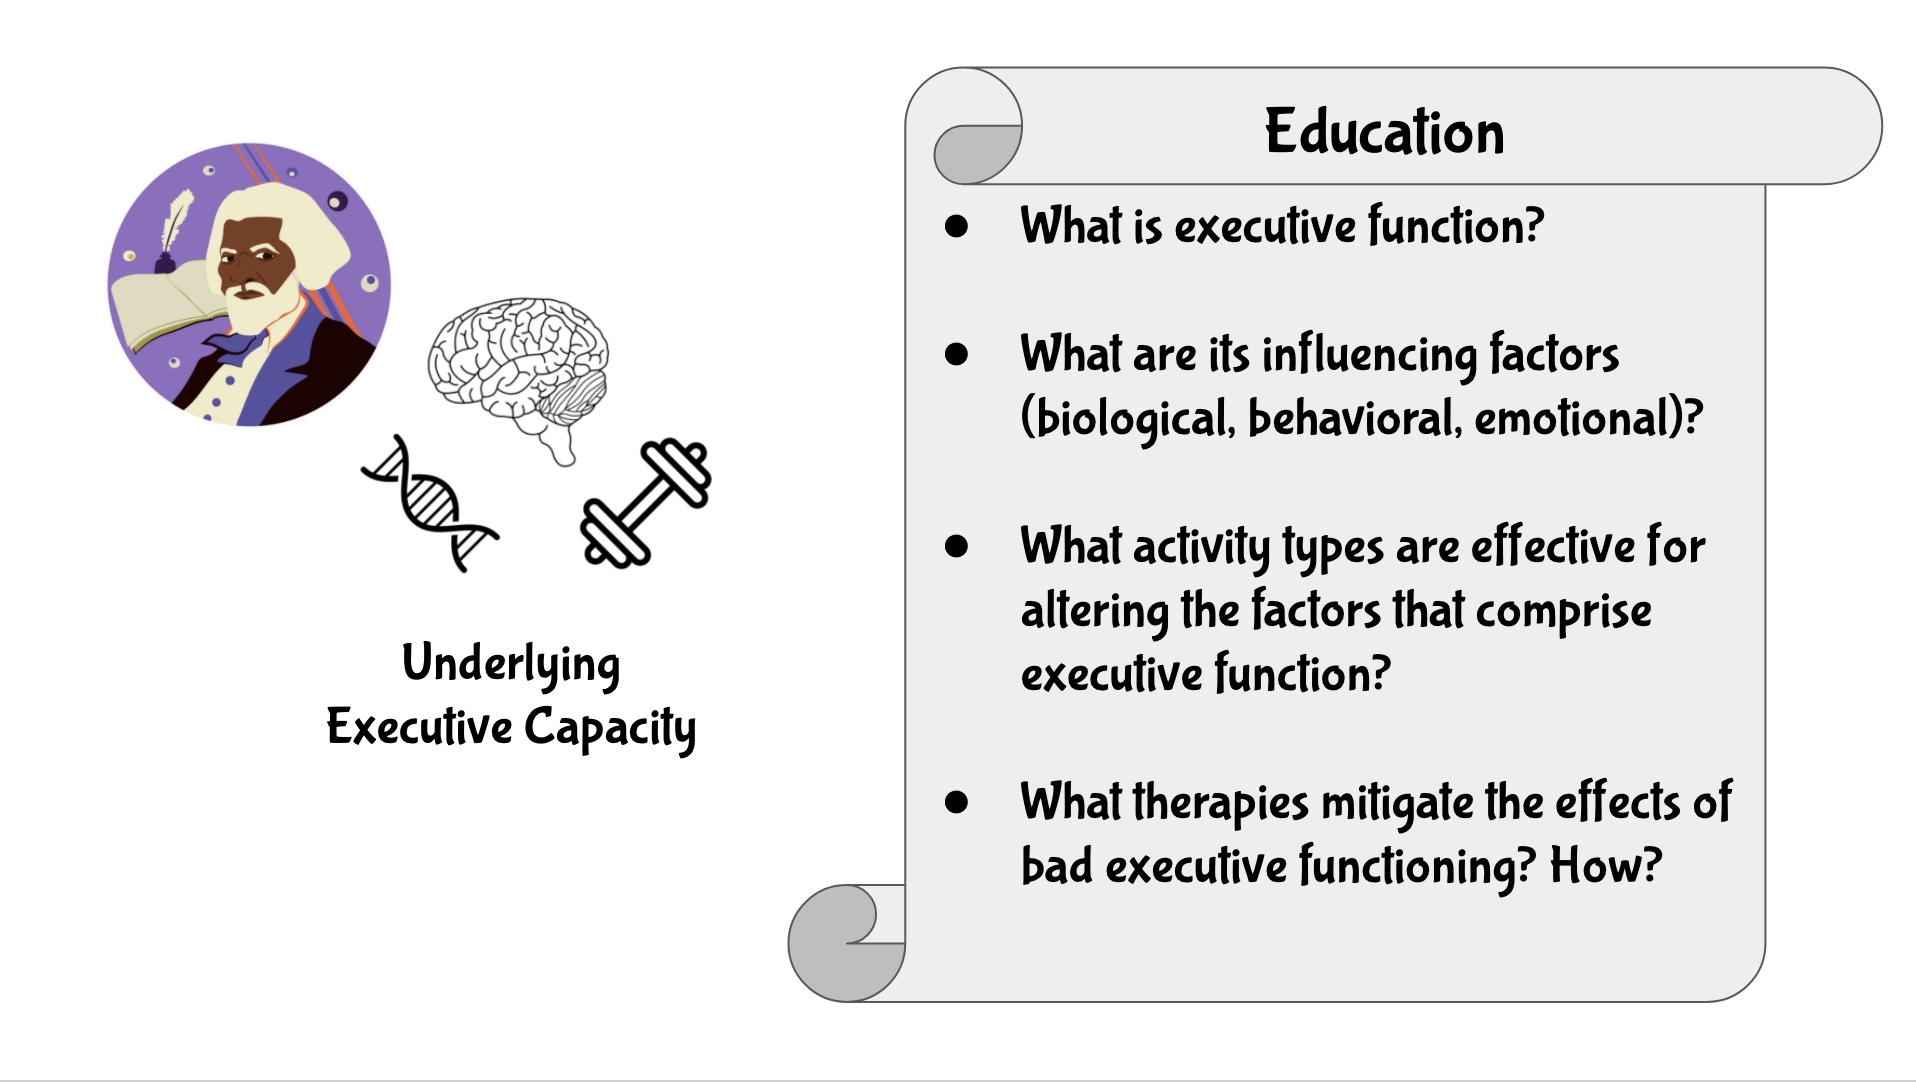 Education
● What is executive function?
● What are its influencing factors
(biological, behavioral, emotional)?
● What activity types are effective for
altering the factors that comprise
executive function?
● What therapies mitigate the effects of
bad executive functioning? How?
Underlying
Executive Capacity